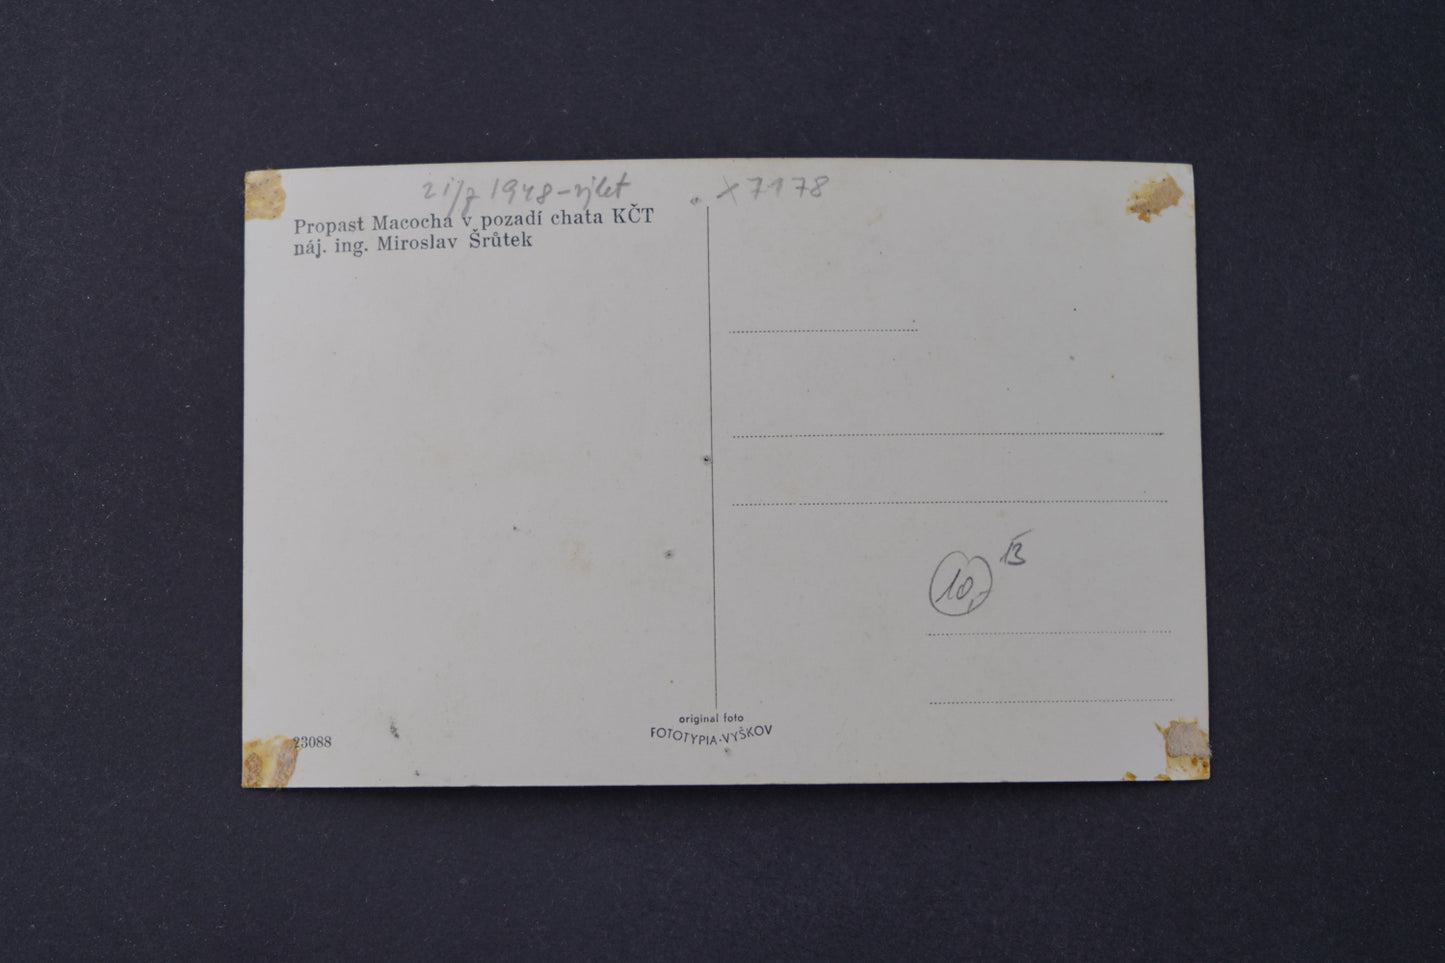 21/7 1948 - výlet
x 7178
Propast Macocha v pozadí chata KČT
náj. ing. Miroslav Šrůtek
10,-
13
23088
original foto
FOTOTYPIA-VYŠKOV